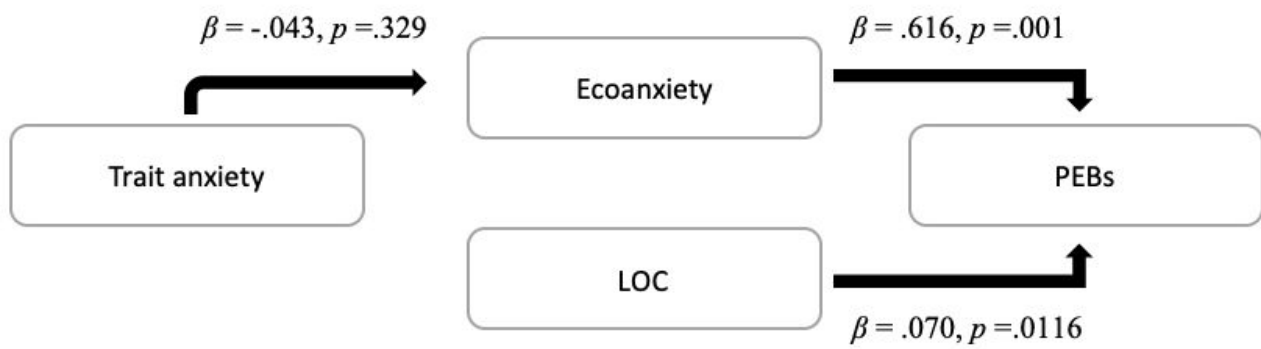 β = -.043, p =.329
β = .616, p =.001
Ecoanxiety
Trait anxiety
PEBs
LOC
β = .070, p =.0116